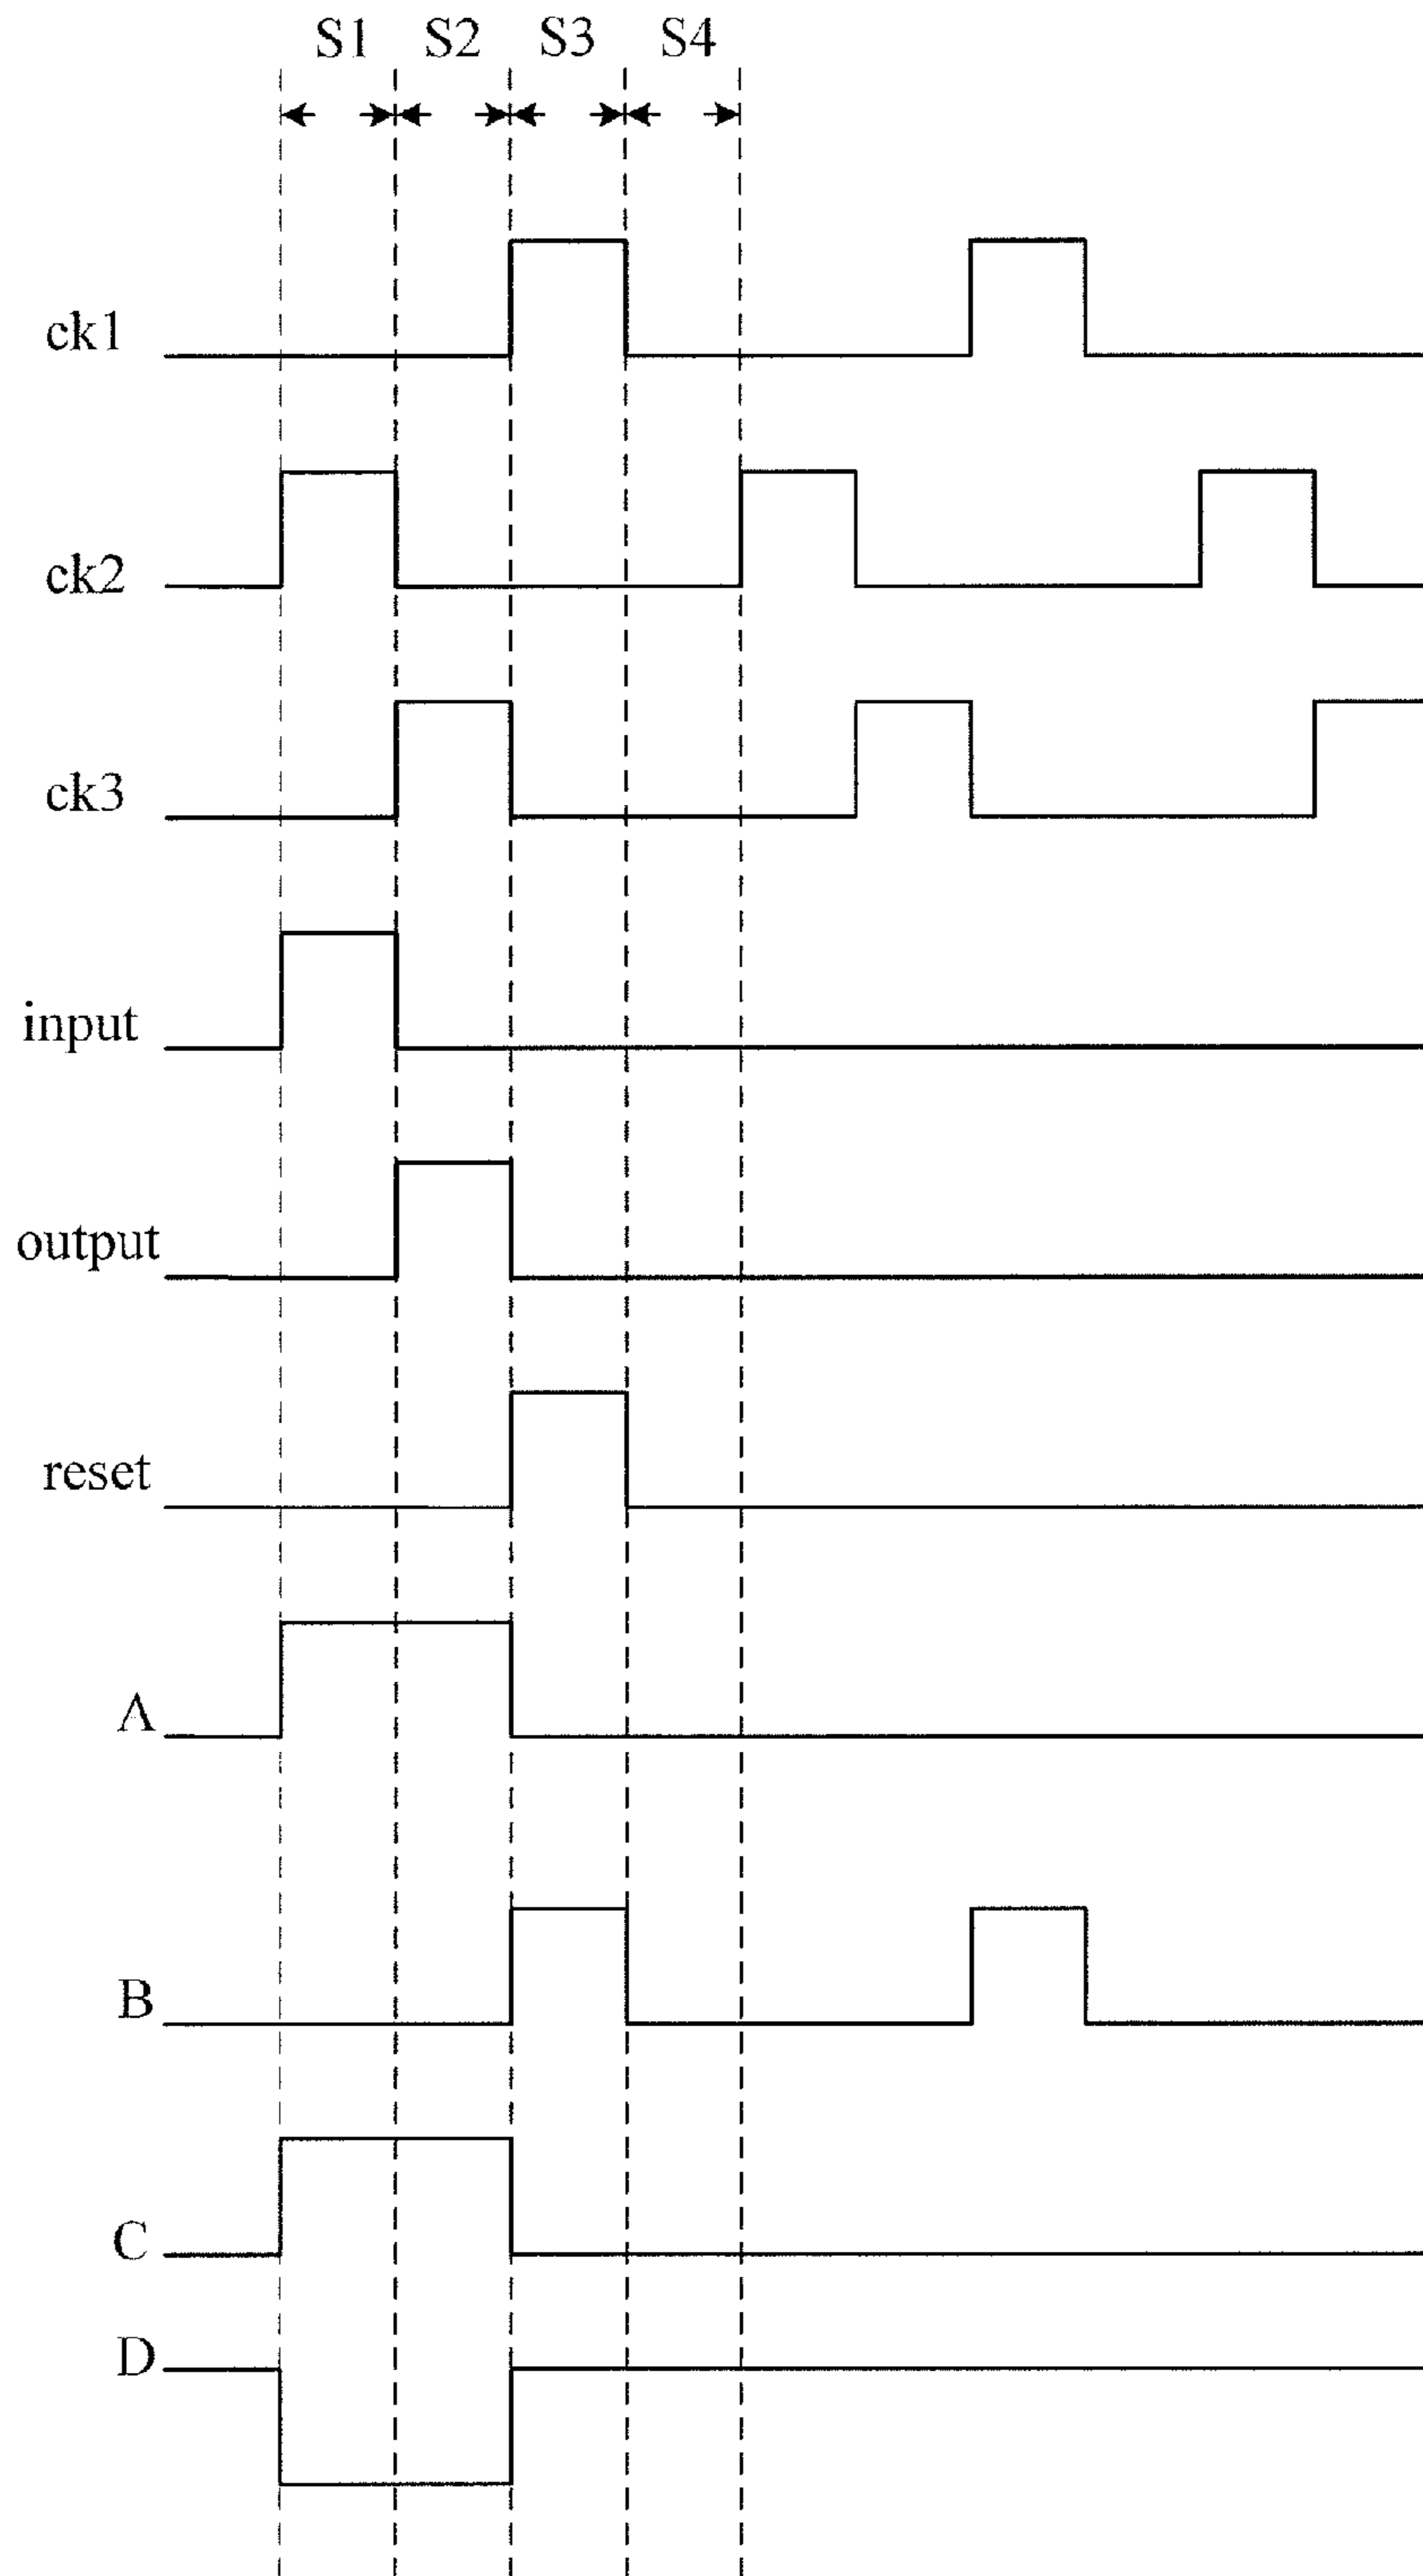 S1 S2 S3 S4
ck1
ck2
ck3
input
output
reset
A
B
C
D